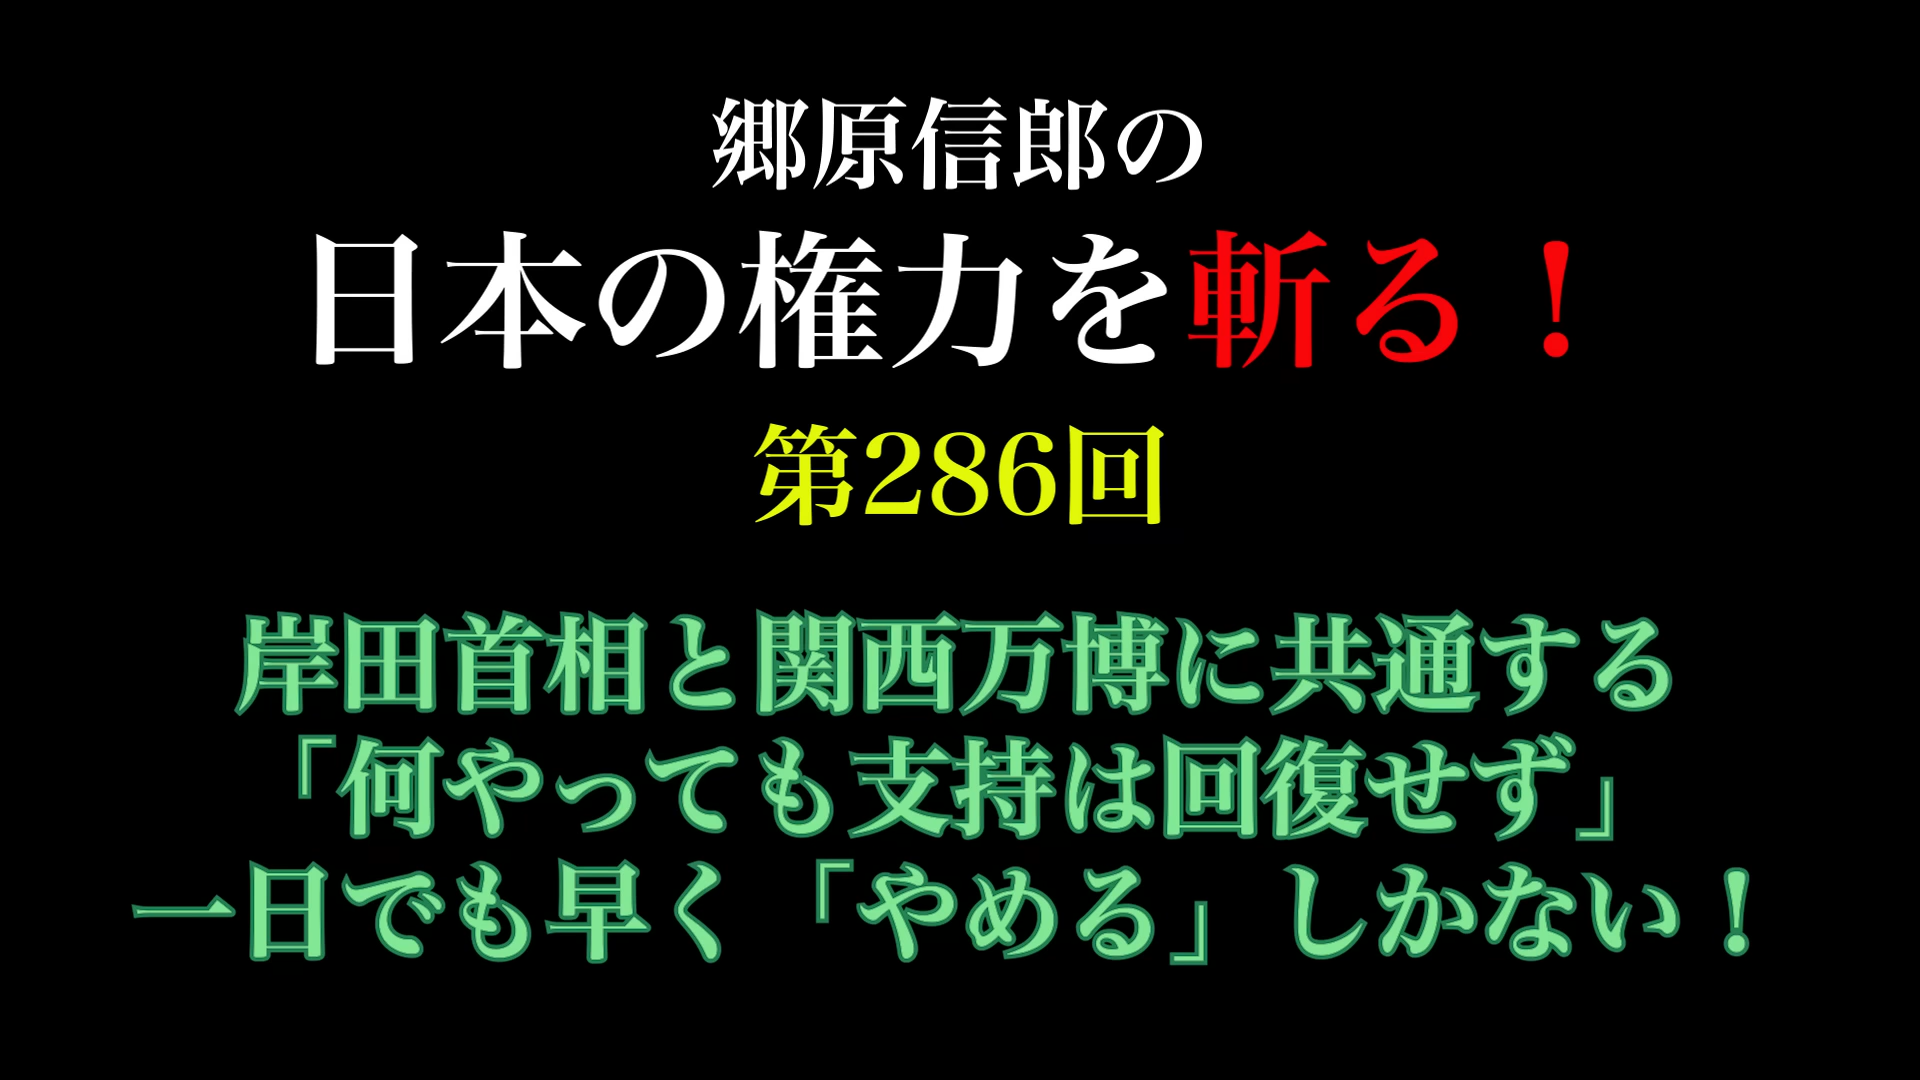 郷原信郎の
日本の権力を斬る！
第286回
岸田首相と関西万博に共通する
「何やっても支持は回復せず」
一日でも早く「やめる」しかない！